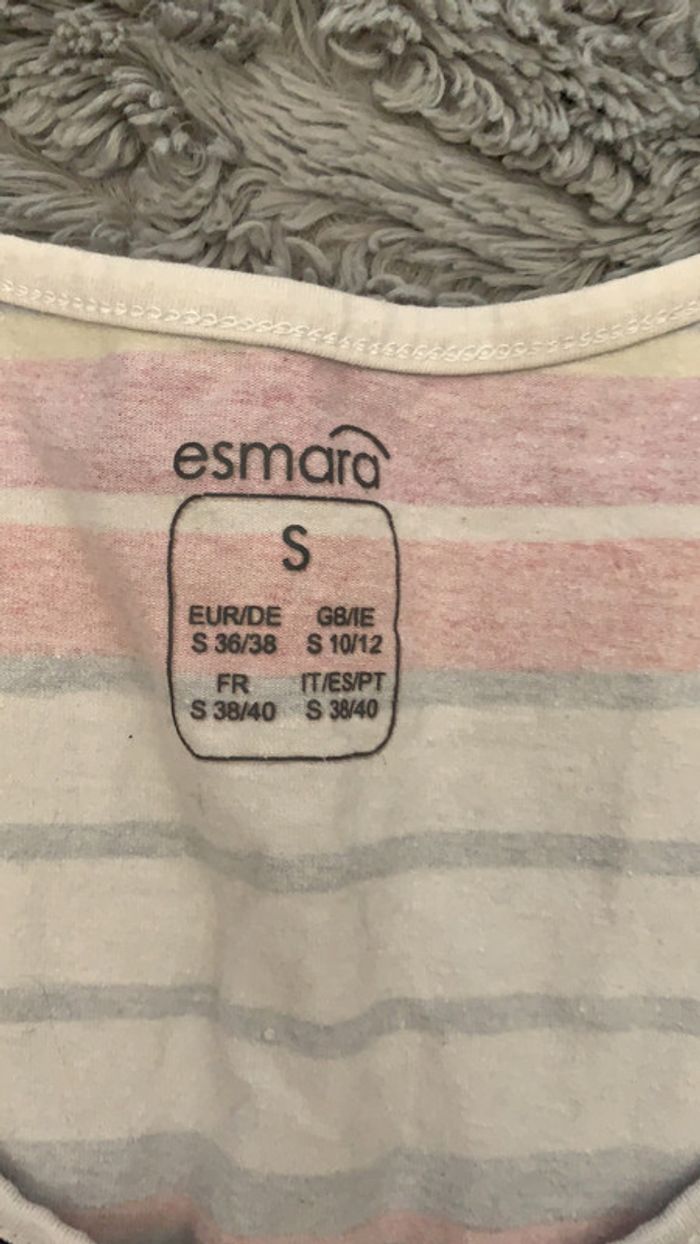 esmara
S
EUR/DE GB/IE
S 36/38 S 10/12
FR IT/ES/PT
S 38/40 S 38/40